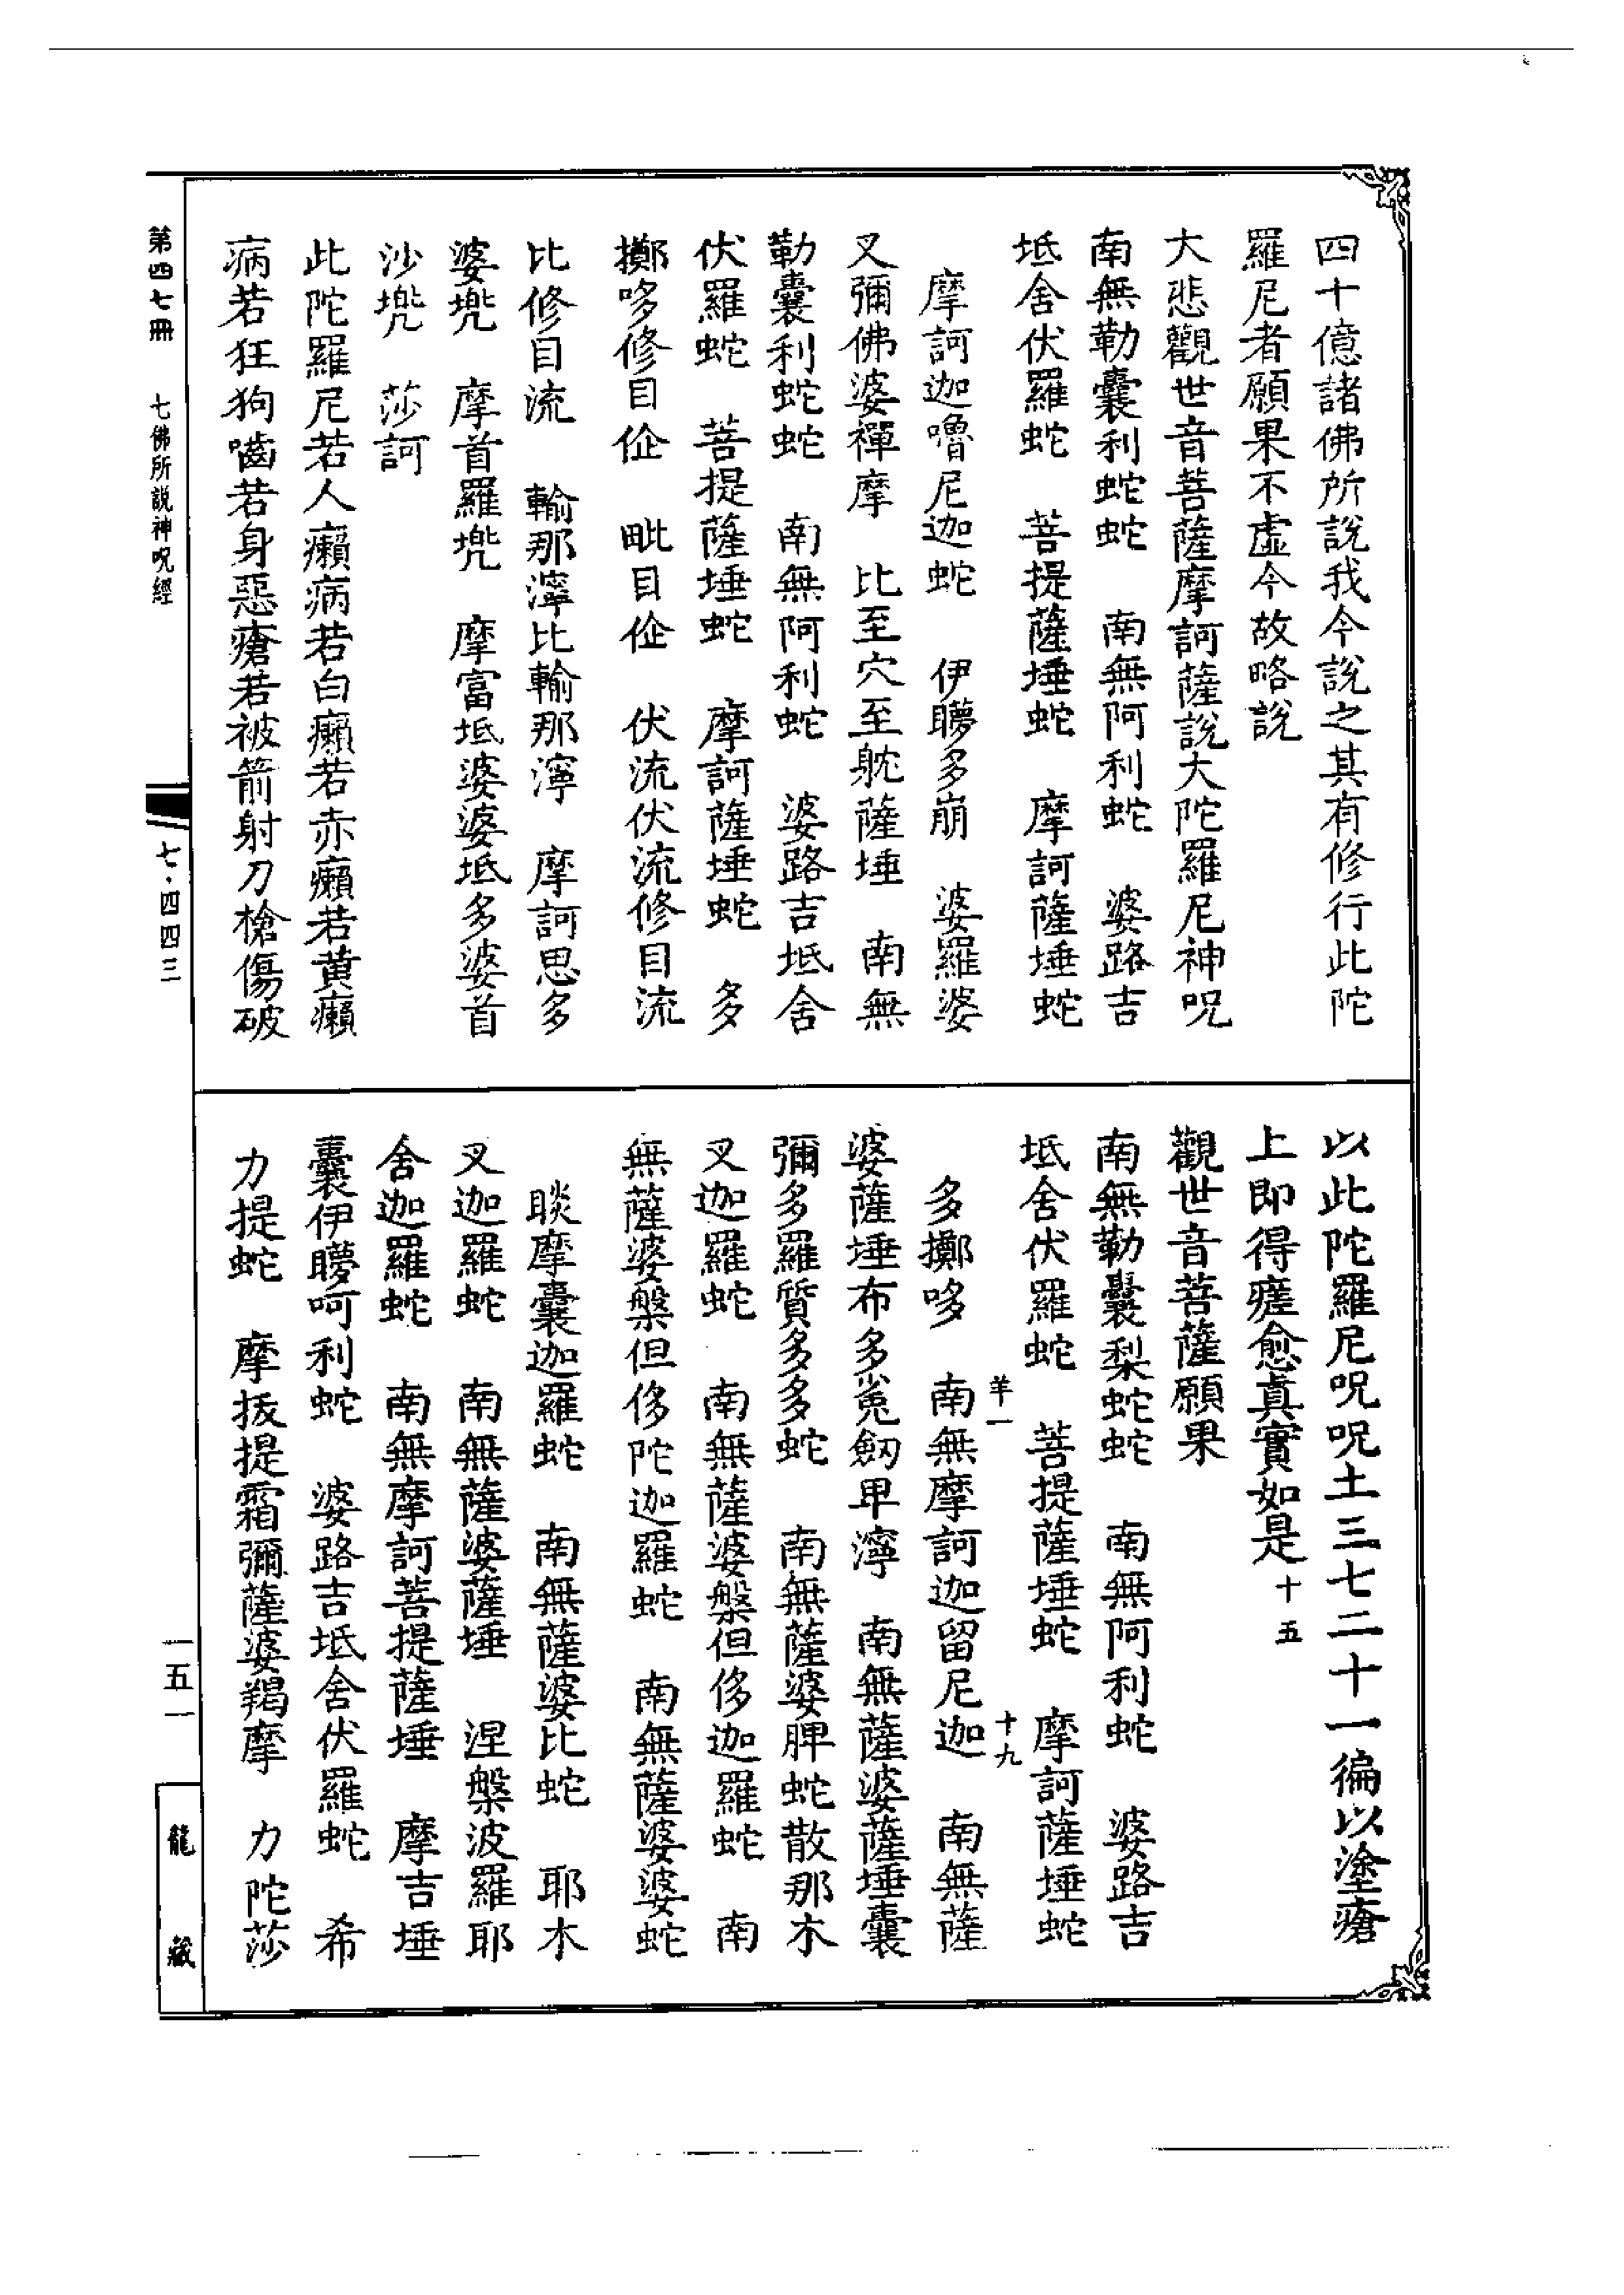 四十億諸佛所說我今說之其有修行此陀
羅尼者願果不虛今故略說
大悲觀世音菩薩摩訶薩說大陀羅尼神呪
南無勒囊利蛇蛇　南無阿利蛇　婆路吉
坻舍伏羅蛇　菩提薩埵蛇　摩訶薩埵蛇
摩訶迦嚕尼迦蛇　伊𦗕多崩　婆羅婆
叉彌佛婆禪摩　比至穴至躭薩埵　南無
勒囊利蛇蛇　南無阿利蛇　婆路吉坻舍
伏羅蛇　菩提薩埵蛇　摩訶薩埵蛇　多
擲哆修目佉　毗目佉　伏流伏流修目流
比修目流　輸那濘比輸那濘　摩訶思多
婆兠　摩首羅兠　摩富坻婆婆坻多婆首
沙兠　莎訶
此陀羅尼若人癩病若白癩若赤癩若黃癩
病若狂狗嚙若身惡瘡若被箭射刀槍傷破
以此陀羅尼呪呪土三七二十一徧以塗瘡
上即得瘥愈真實如是十五
觀世音菩薩願果
南無勒囊梨蛇蛇　南無阿利蛇　婆路吉
坻舍伏羅蛇　菩提薩埵蛇　摩訶薩埵蛇
羊一　十九
多擲哆　南無摩訶迦留尼迦　南無薩
婆薩埵布多多㝹劔卑濘　南無薩婆薩埵囊
彌多羅質多多蛇　南無薩婆脾蛇散那木
叉迦羅蛇　南無薩婆槃但侈迦羅蛇　南
無薩婆槃但侈陀迦羅蛇　南無薩婆婆蛇
睒摩囊迦羅蛇　南無薩婆比蛇　耶木
叉迦羅蛇　南無薩婆薩埵　涅槃波羅耶
舍迦羅蛇　南無摩訶菩提薩埵　摩吉埵
囊伊𦗕呵利蛇　婆路吉坻舍伏羅蛇　希
力提蛇　摩拔提霜彌薩婆羯摩　力陀莎
第四七冊　七佛所說神呪經
七·四四三
一五一
龍藏